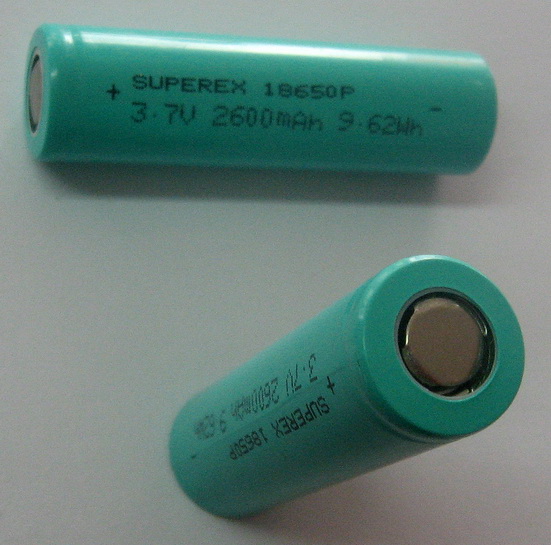 + SUPEREX 18650P
3.7V 2600mAh 9.62Wh -
+ SUPEREX 18650P
3.7V 2600mAh 9.62Wh -